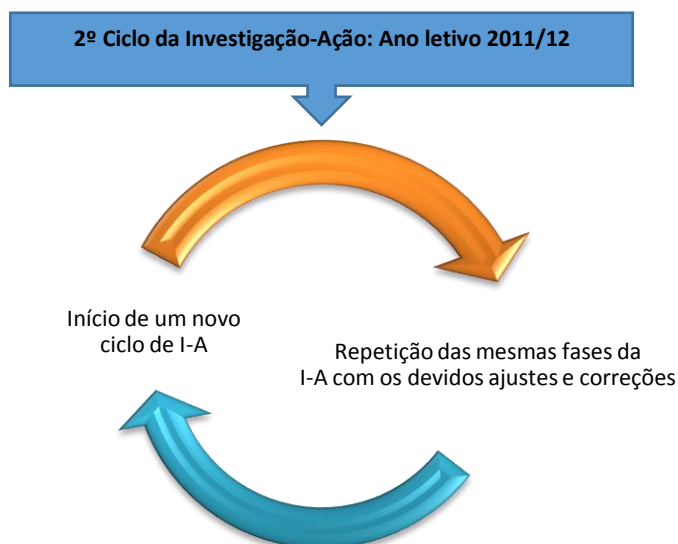 2º Ciclo da Investigação-Ação: Ano letivo 2011/12
Início de um novo
ciclo de I-A
Repetição das mesmas fases da
I-A com os devidos ajustes e correções